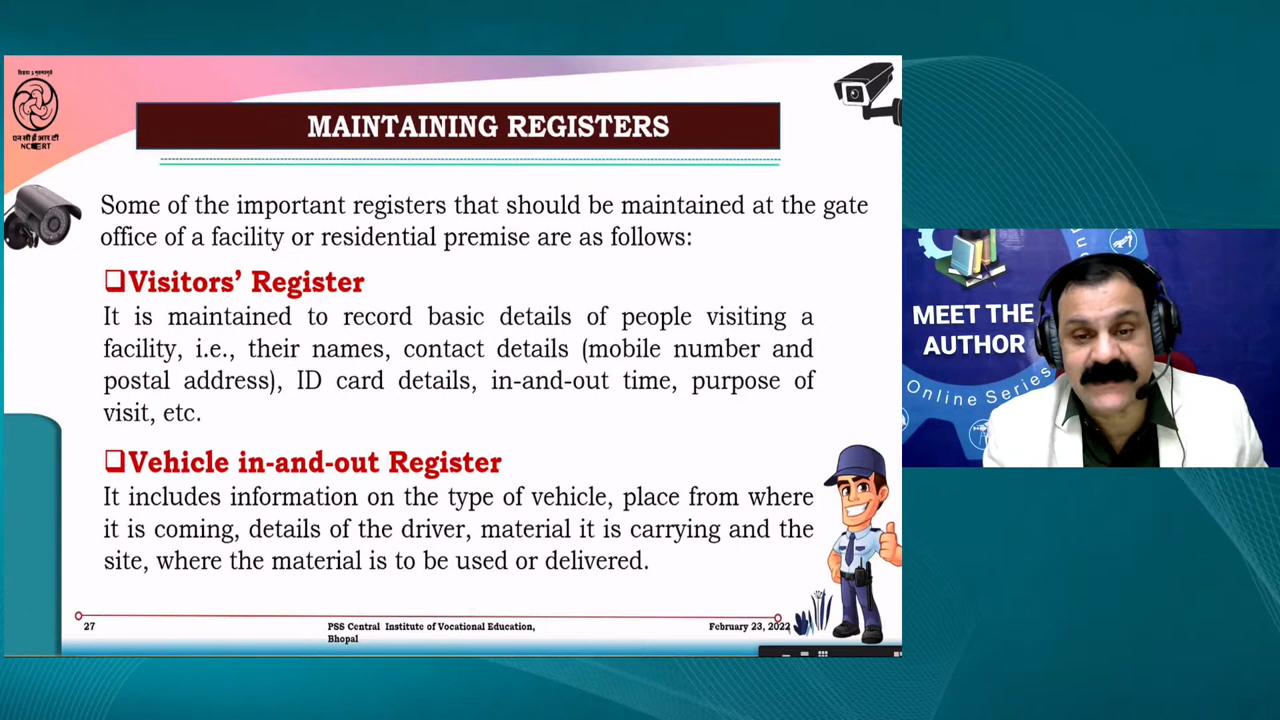 एन सी ई आर टी
NCERT
MAINTAINING REGISTERS
Some of the important registers that should be maintained at the gate
office of a facility or residential premise are as follows:
❑Visitors’ Register
It is maintained to record basic details of people visiting a
facility, i.e., their names, contact details (mobile number and
postal address), ID card details, in-and-out time, purpose of
visit, etc.
❑Vehicle in-and-out Register
It includes information on the type of vehicle, place from where
it is coming, details of the driver, material it is carrying and the
site, where the material is to be used or delivered.
27
PSS Central Institute of Vocational Education,
Bhopal
February 23, 2022
MEET THE
AUTHOR
Online Series